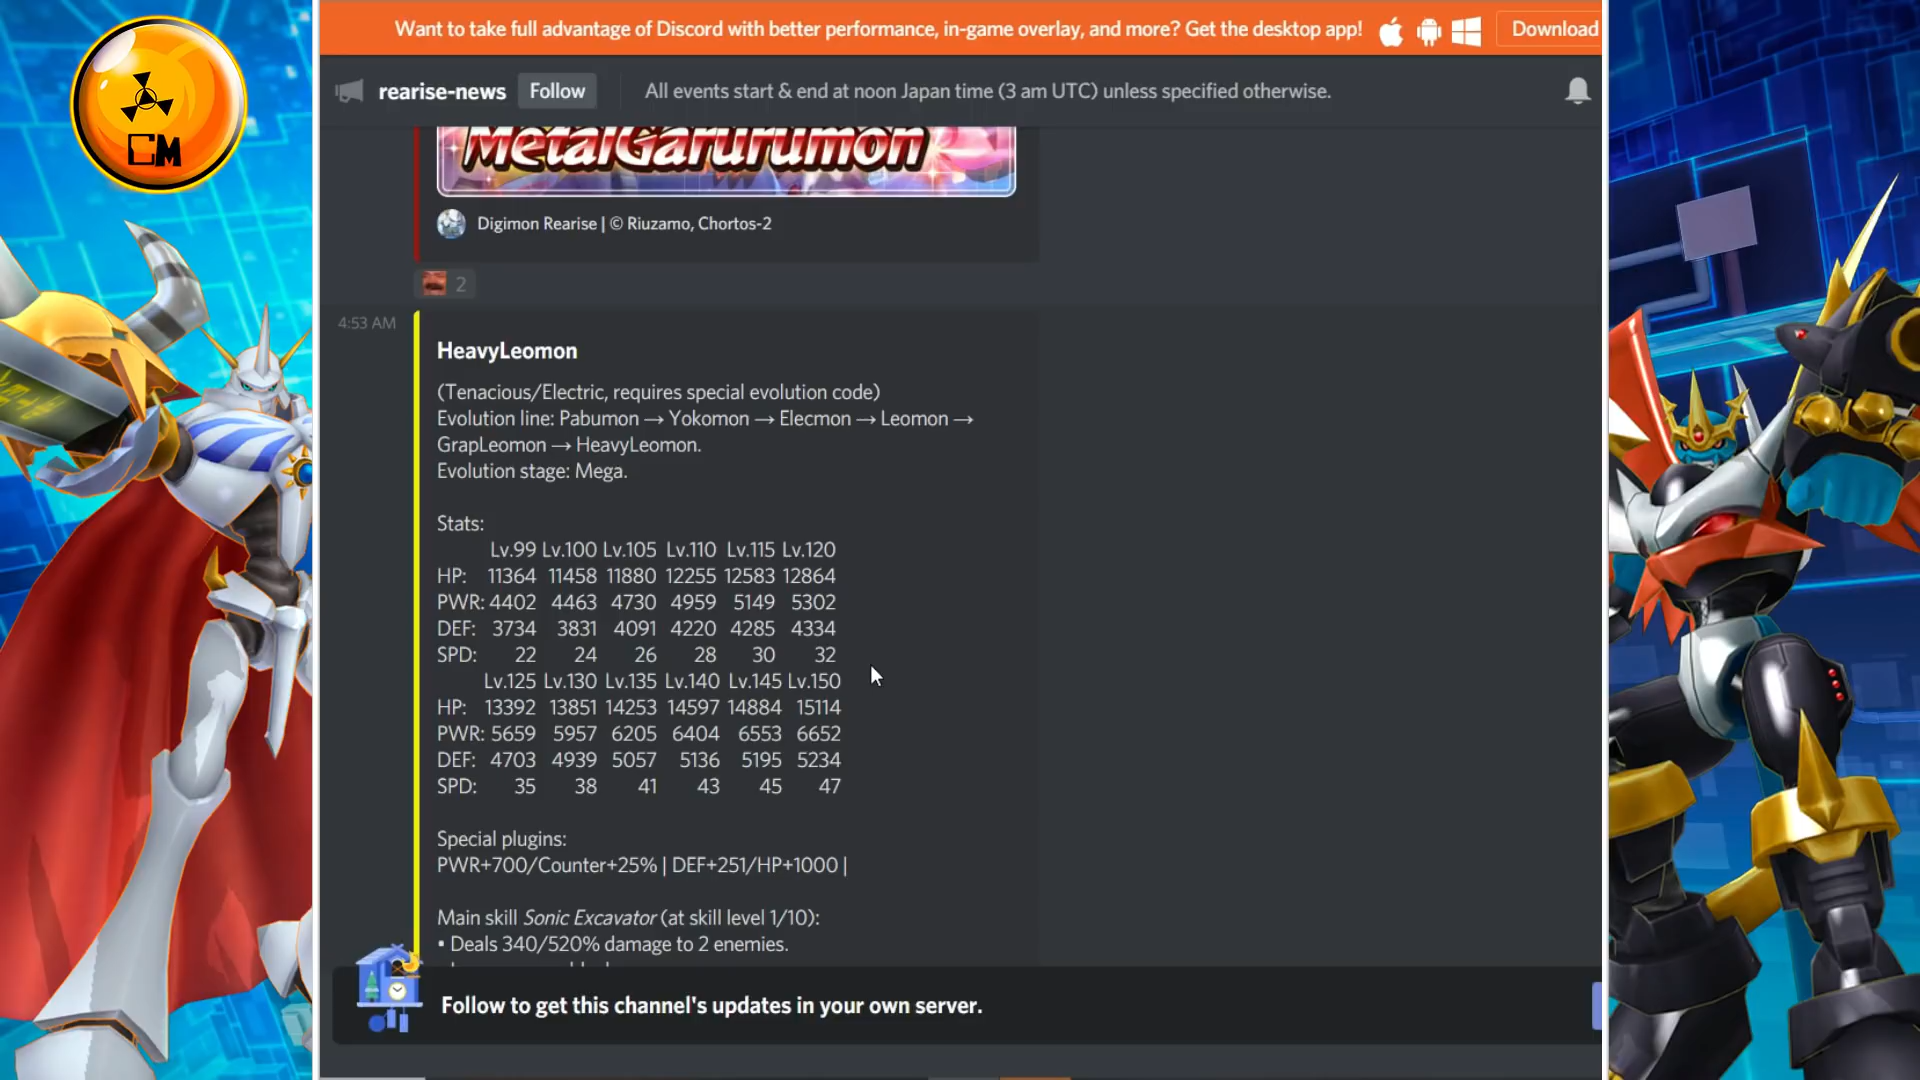 Want to take full advantage of Discord with better performance, in-game overlay, and more? Get the desktop app!
Download
CM
rearise-news
Follow
All events start & end at noon Japan time (3 am UTC) unless specified otherwise.
MetalGarurumon
Digimon Rearise | © Riuzamo, Chortos-2
2
4:53 AM
HeavyLeomon
(Tenacious/Electric, requires special evolution code)
Evolution line: Pabumon → Yokomon → Elecmon → Leomon →
GrapLeomon → HeavyLeomon.
Evolution stage: Mega.
Stats:
Lv.99 Lv.100 Lv.105 Lv.110 Lv.115 Lv.120
HP: 11364 11458 11880 12255 12583 12864
PWR: 4402 4463 4730 4959 5149 5302
DEF: 3734 3831 4091 4220 4285 4334
SPD: 22 24 26 28 30 32
Lv.125 Lv.130 Lv.135 Lv.140 Lv.145 Lv.150
HP: 13392 13851 14253 14597 14884 15114
PWR: 5659 5957 6205 6404 6553 6652
DEF: 4703 4939 5057 5136 5195 5234
SPD: 35 38 41 43 45 47
Special plugins:
PWR+700/Counter+25% | DEF+251/HP+1000 |
Main skill Sonic Excavator (at skill level 1/10):
• Deals 340/520% damage to 2 enemies.
Follow to get this channel's updates in your own server.